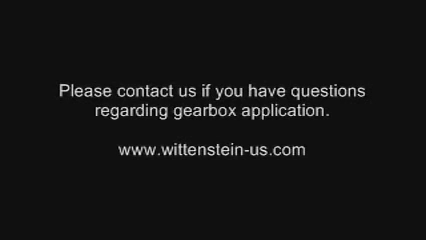 Please contact us if you have questions
regarding gearbox application.
www.wittenstein-us.com